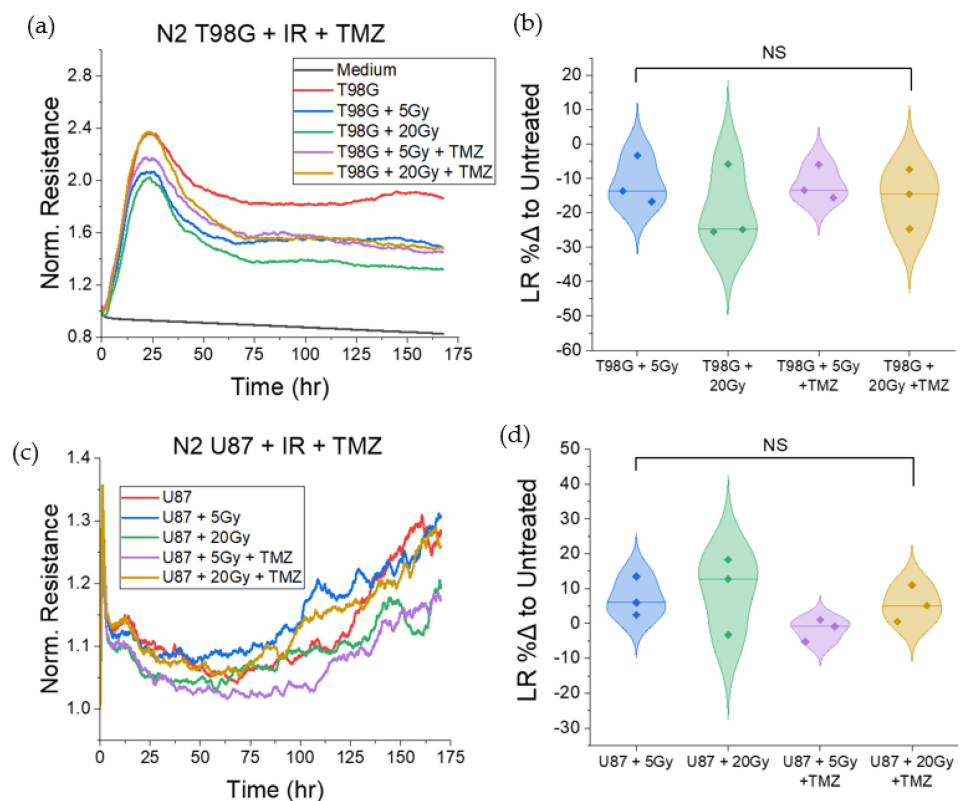 (a)
N2 T98G + IR + TMZ
Medium
T98G
T98G + 5Gy
T98G + 20Gy
T98G + 5Gy + TMZ
T98G + 20Gy + TMZ
Norm. Resistance
2.8
2.4
2.0
1.6
1.2
0.8
0
25
50
75
100
125
150
175
Time (hr)
(b)
NS
LR %Δ to Untreated
20
10
0
-10
-20
-30
-40
-50
-60
T98G + 5Gy
T98G +
20Gy
T98G + 5Gy
+TMZ
T98G +
20Gy +TMZ
(c)
N2 U87 + IR + TMZ
U87
U87 + 5Gy
U87 + 20Gy
U87 + 5Gy + TMZ
U87 + 20Gy + TMZ
Norm. Resistance
1.4
1.3
1.2
1.1
1.0
0
25
50
75
100
125
150
175
Time (hr)
(d)
NS
LR %Δ to Untreated
50
40
30
20
10
0
-10
-20
-30
U87 + 5Gy
U87 + 20Gy
U87 + 5Gy
+TMZ
U87 + 20Gy
+TMZ